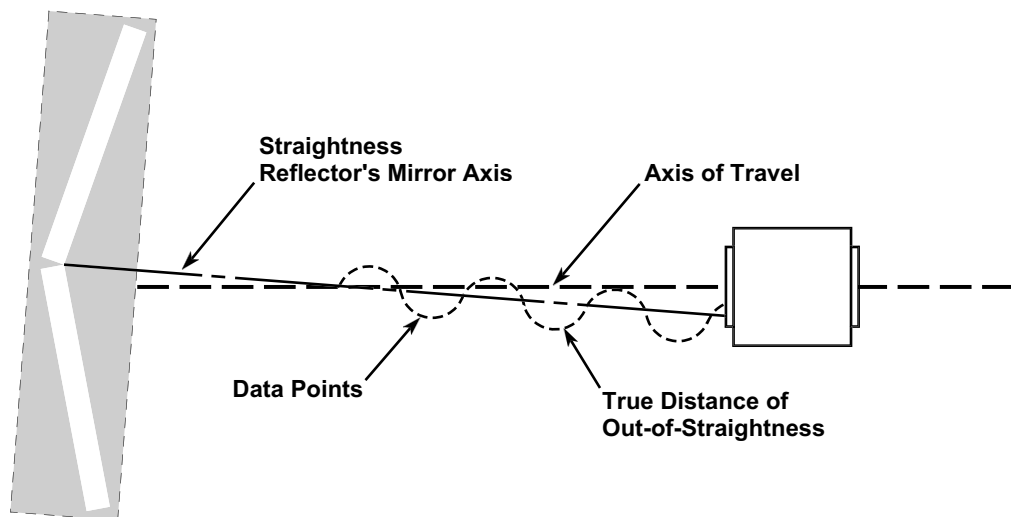 Straightness
Reflector's Mirror Axis
Axis of Travel
Data Points
True Distance of
Out-of-Straightness